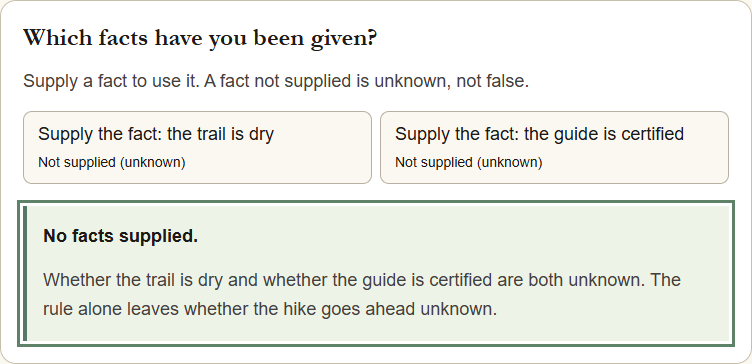 Which facts have you been given?
Supply a fact to use it. A fact not supplied is unknown, not false.
Supply the fact: the trail is dry
Not supplied (unknown)
Supply the fact: the guide is certified
Not supplied (unknown)
No facts supplied.
Whether the trail is dry and whether the guide is certified are both unknown. The
rule alone leaves whether the hike goes ahead unknown.